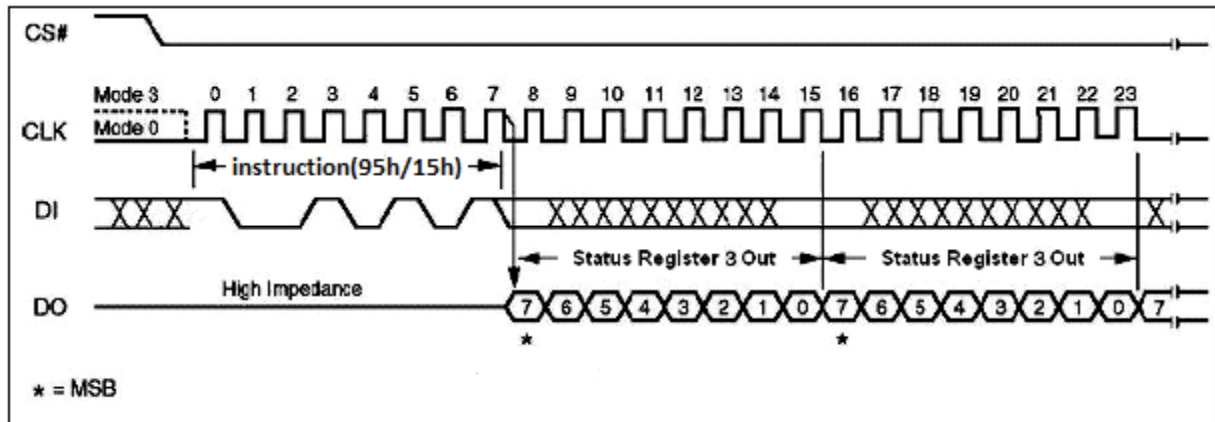 CS#
Mode 3 0 1 2 3 4 5 6 7 8 9 10 11 12 13 14 15 16 17 18 19 20 21 22 23
CLK Mode 0
instruction(95h/15h)
DI
Status Register 3 Out Status Register 3 Out
High Impedance
DO 7 6 5 4 3 2 1 0 7 6 5 4 3 2 1 0 7
* *
* = MSB